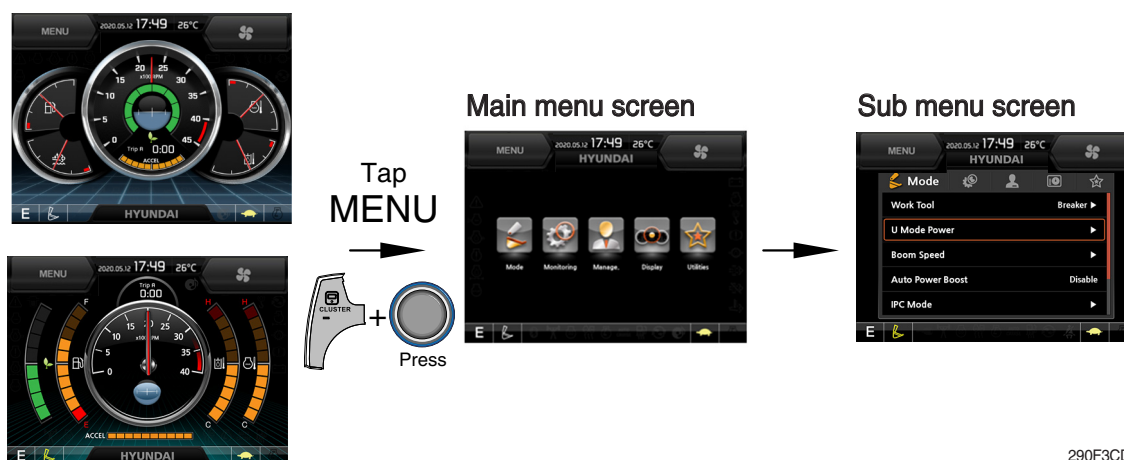 MENU 2020.05.12 17:49 26°C
20 25
15 x100 RPM 30
10 35
5 40
0 45
Trip A 0:00
ACCEL
E HYUNDAI
MENU 2020.05.12 17:49 26°C
Trip A
0:00
F H H
15 20 25
10 x100 RPM 30
5 35
0 40
E C C
ACCEL
E HYUNDAI
Tap
MENU
CLUSTER
+
Press
Main menu screen
MENU 2020.05.12 17:49 26°C
HYUNDAI
Mode Monitoring Manage. Display Utilities
E
Sub menu screen
MENU 2020.05.12 17:49 26°C
HYUNDAI
Mode
Work Tool Breaker ▶
U Mode Power ▶
Boom Speed ▶
Auto Power Boost Disable
IPC Mode ▶
E